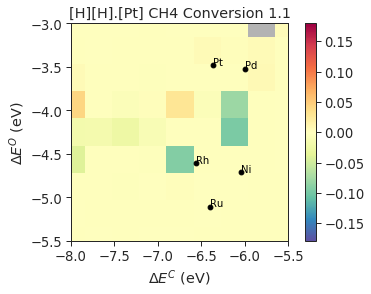 [H][H].[Pt] CH4 Conversion 1.1
−3.0
−3.5
−4.0
−4.5
−5.0
−5.5
ΔE^O (eV)
Pt
Pd
Rh
Ni
Ru
−8.0 −7.5 −7.0 −6.5 −6.0 −5.5
ΔE^C (eV)
0.15
0.10
0.05
0.00
−0.05
−0.10
−0.15